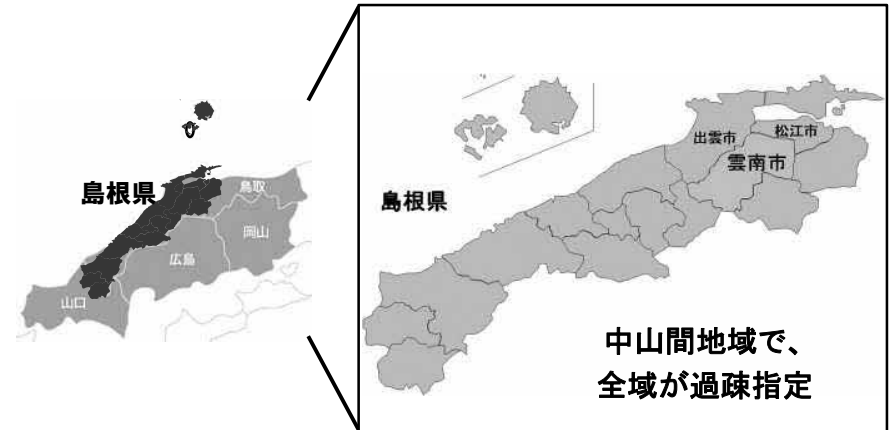 島根県
鳥取
岡山
広島
山口
出雲市
松江市
雲南市
島根県
中山間地域で、
全域が過疎指定